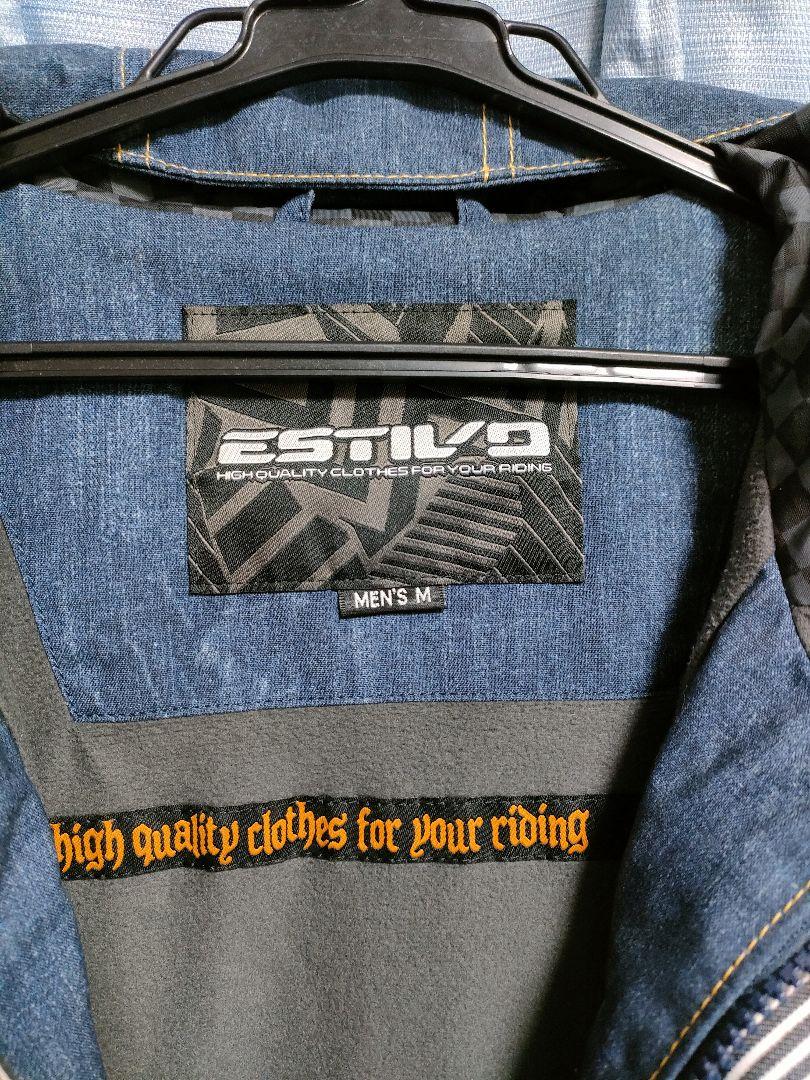 ESTIVO
HIGH QUALITY CLOTHES FOR YOUR RIDING
MEN'S M
high quality clothes for your riding